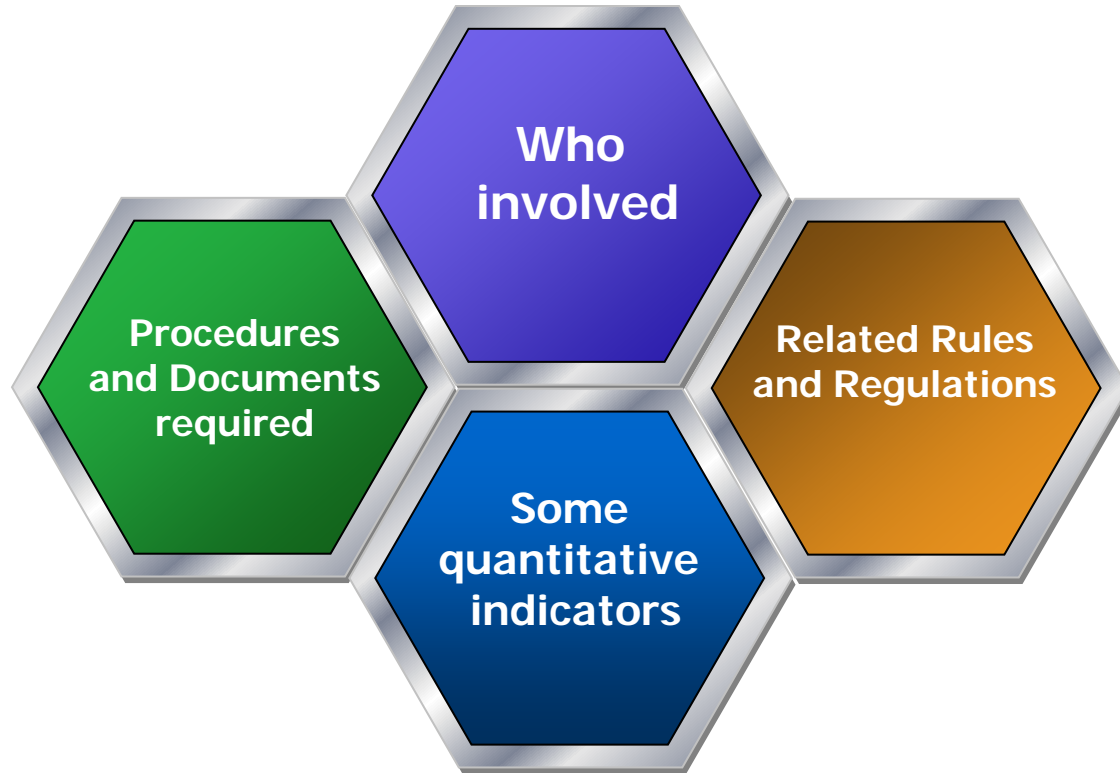 Who
involved
Procedures
and Documents
required
Related Rules
and Regulations
Some
quantitative
indicators